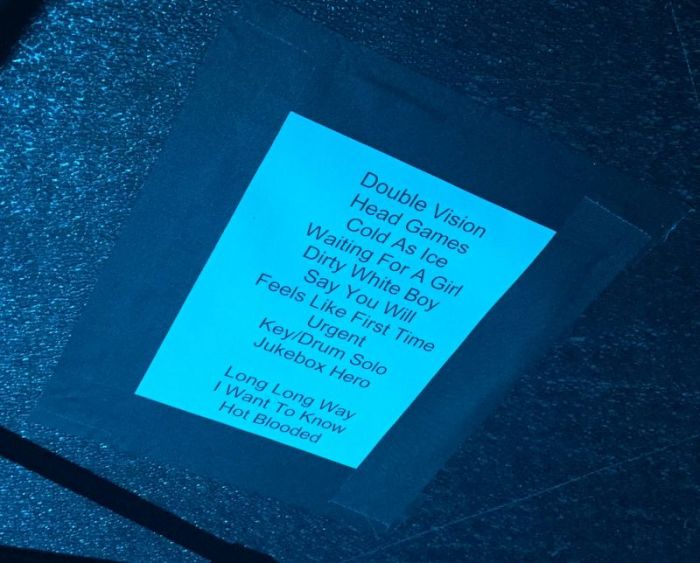 Double Vision
Head Games
Cold As Ice
Waiting For A Girl
Dirty White Boy
Say You Will
Feels Like First Time
Urgent
Key/Drum Solo
Jukebox Hero
Long Long Way
I Want To Know
Hot Blooded